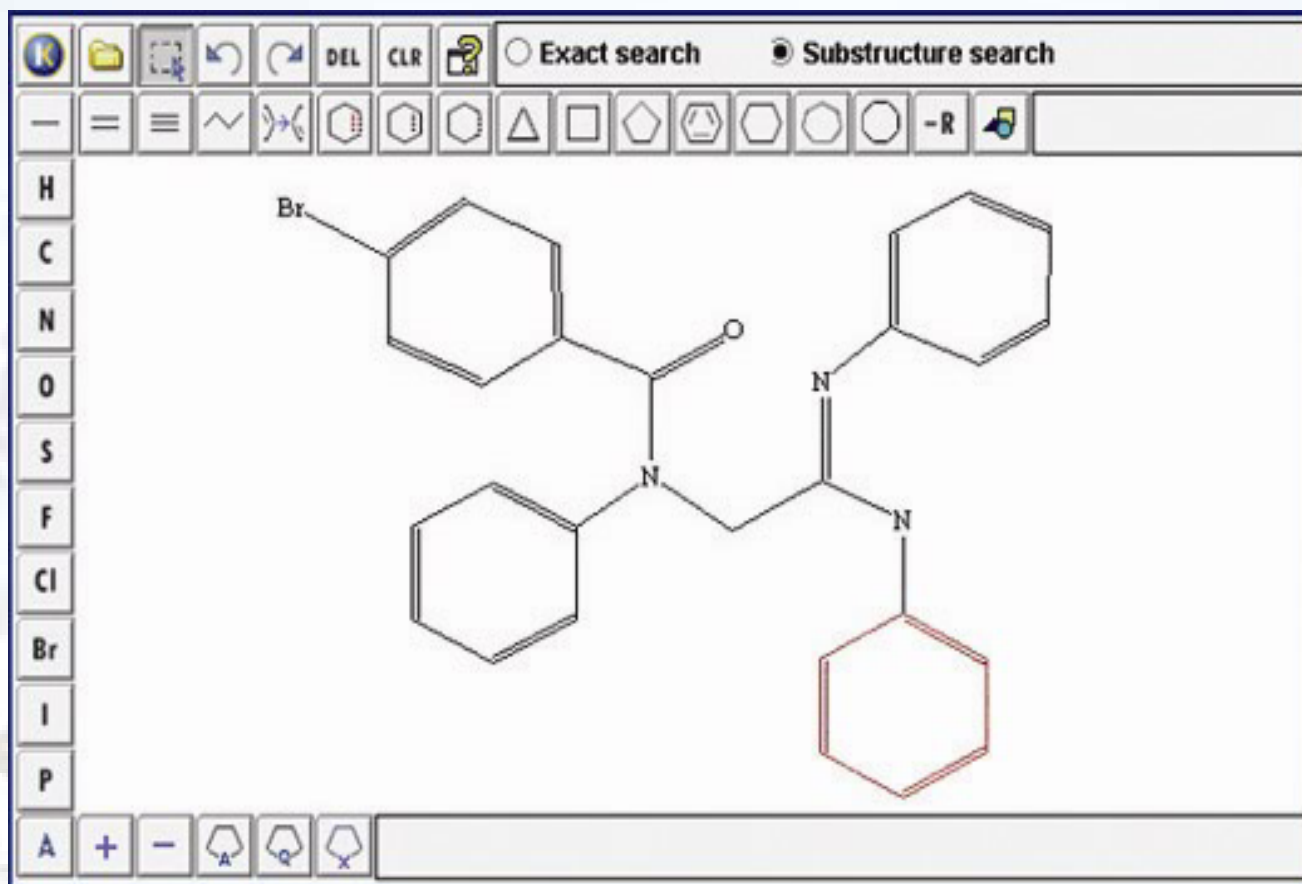 K DEL CLR ? Exact search Substructure search
-R
H
C
N
O
S
F
Cl
Br
I
P
Br
O
N
N
N
A + - A Q X